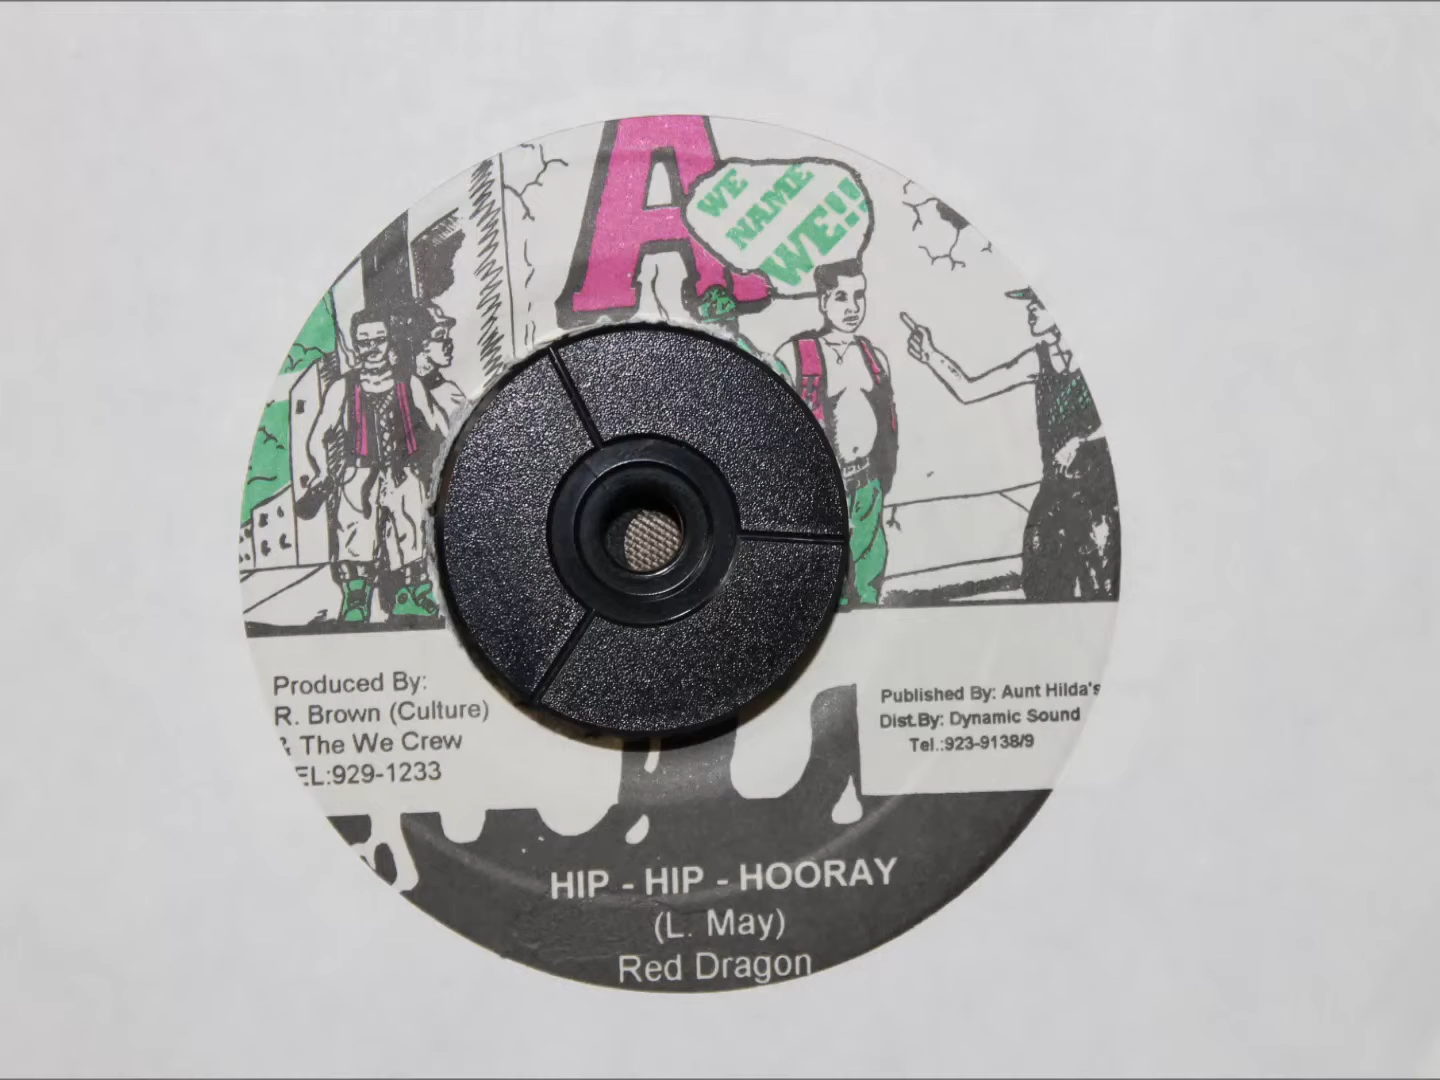 A
WE
NAME
WE!!
Produced By:
R. Brown (Culture)
& The We Crew
EL:929-1233
Published By: Aunt Hilda's
Dist.By: Dynamic Sound
Tel.:923-9138/9
HIP - HIP - HOORAY
(L. May)
Red Dragon